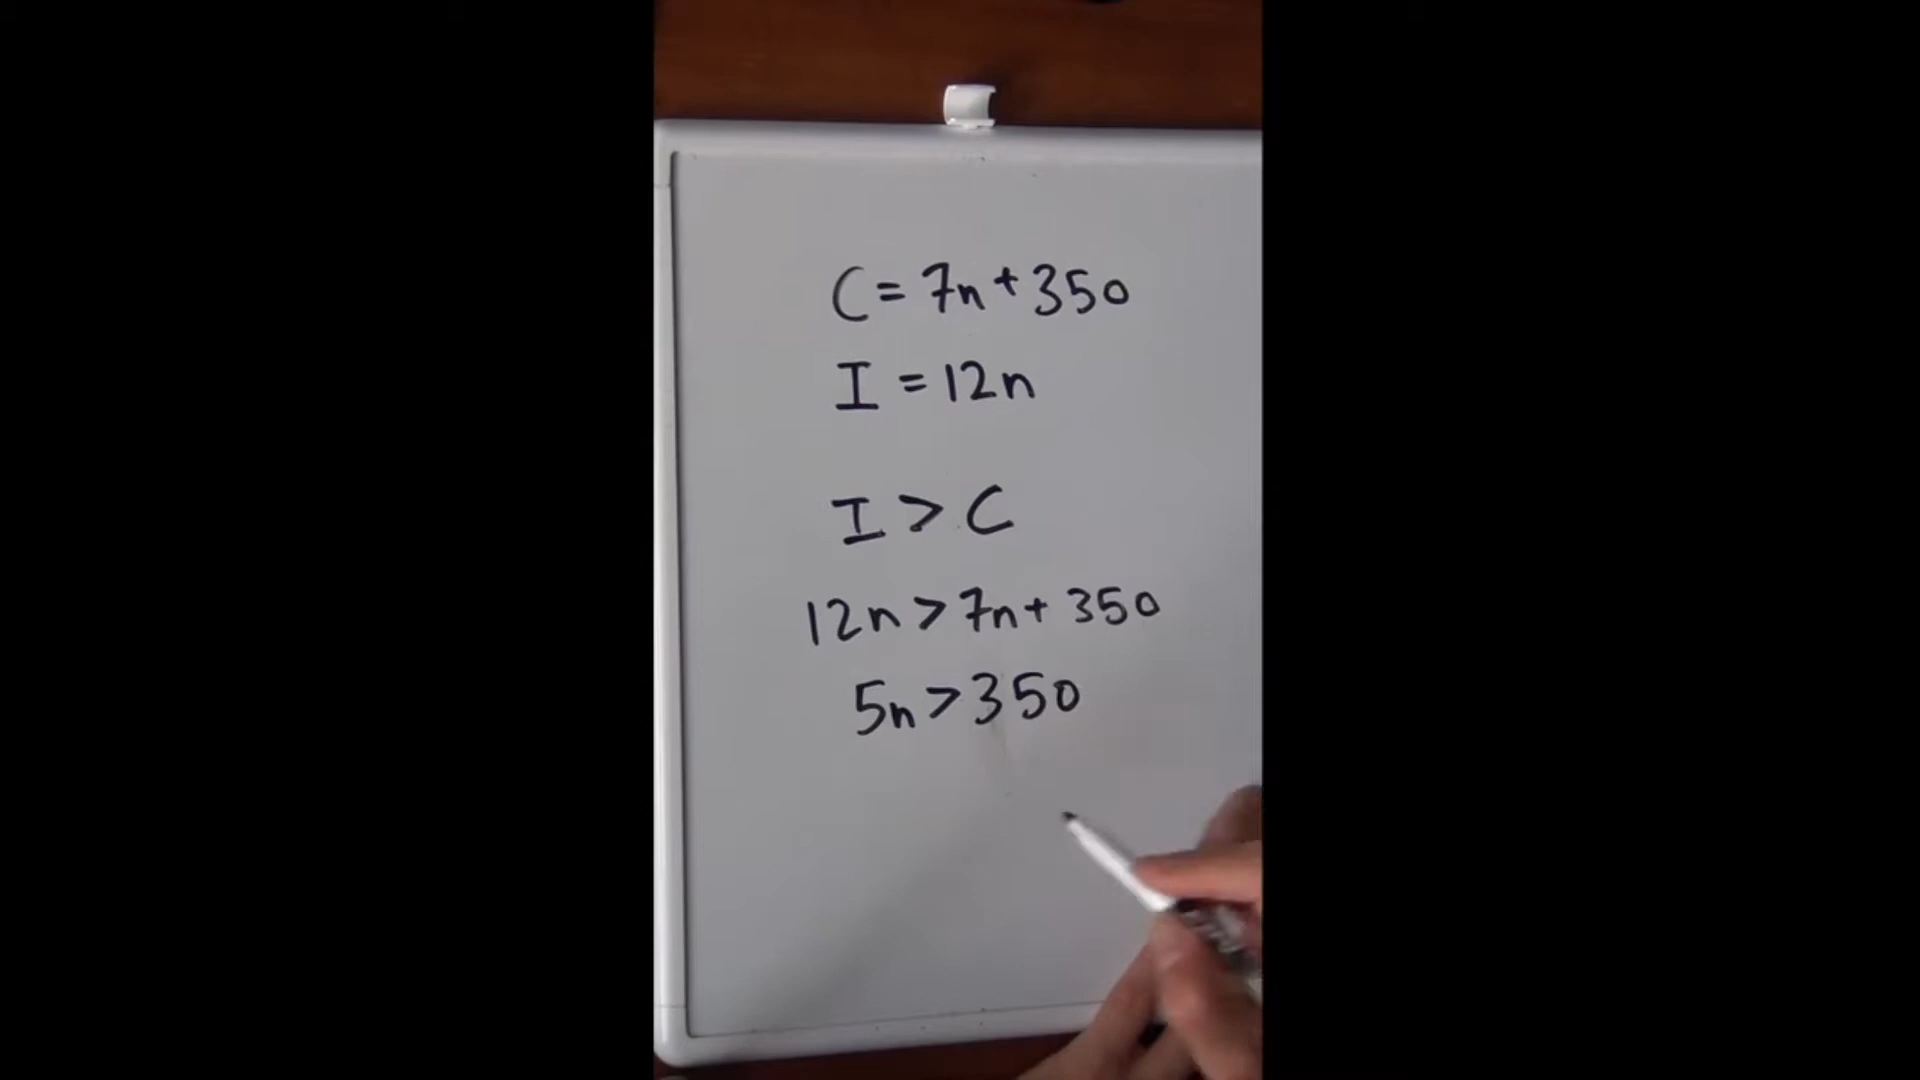 C = 7n + 350
I = 12n
I > C
12n > 7n + 350
5n > 350